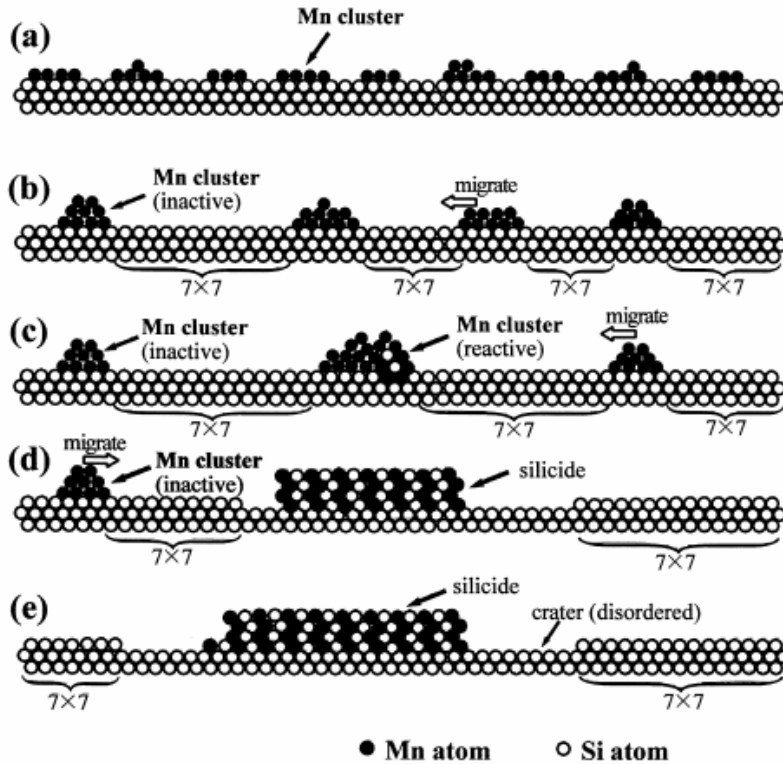 (a)
Mn cluster
(b)
Mn cluster
(inactive)
migrate
7×7 7×7 7×7 7×7
(c)
Mn cluster
(inactive)
Mn cluster
(reactive)
migrate
7×7 7×7 7×7
(d)
migrate
Mn cluster
(inactive)
silicide
7×7 7×7
(e)
silicide
crater (disordered)
7×7 7×7
Mn atom Si atom